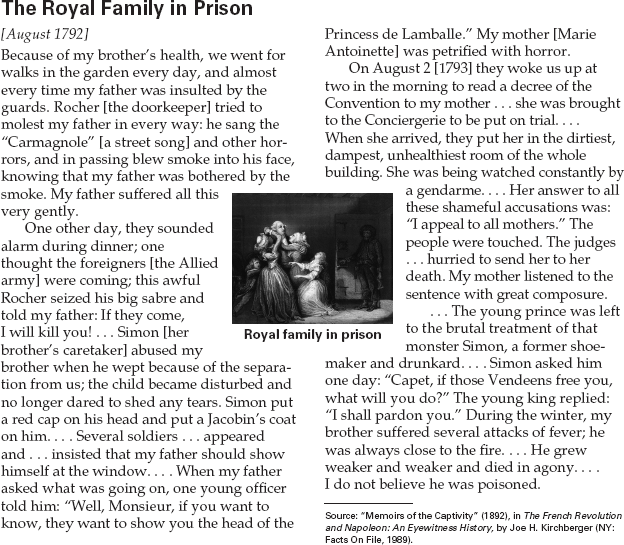 The Royal Family in Prison
[August 1792]
Because of my brother's health, we went for
walks in the garden every day, and almost
every time my father was insulted by the
guards. Rocher [the doorkeeper] tried to
molest my father in every way: he sang the
"Carmagnole" [a street song] and other hor-
rors, and in passing blew smoke into his face,
knowing that my father was bothered by the
smoke. My father suffered all this
very gently.
One other day, they sounded
alarm during dinner; one
thought the foreigners [the Allied
army] were coming; this awful
Rocher seized his big sabre and
told my father: If they come,
I will kill you! . . . Simon [her
brother's caretaker] abused my
brother when he wept because of the separa-
tion from us; the child became disturbed and
no longer dared to shed any tears. Simon put
a red cap on his head and put a Jacobin's coat
on him. . . . Several soldiers . . . appeared
and . . . insisted that my father should show
himself at the window. . . . When my father
asked what was going on, one young officer
told him: "Well, Monsieur, if you want to
know, they want to show you the head of the
Princess de Lamballe." My mother [Marie
Antoinette] was petrified with horror.
On August 2 [1793] they woke us up at
two in the morning to read a decree of the
Convention to my mother . . . she was brought
to the Conciergerie to be put on trial. . . .
When she arrived, they put her in the dirtiest,
dampest, unhealthiest room of the whole
building. She was being watched constantly by
a gendarme. . . . Her answer to all
these shameful accusations was:
"I appeal to all mothers." The
people were touched. The judges
. . . hurried to send her to her
death. My mother listened to the
sentence with great composure.
. . . The young prince was left
to the brutal treatment of that
monster Simon, a former shoe-
maker and drunkard. . . . Simon asked him
one day: "Capet, if those Vendeens free you,
what will you do?" The young king replied:
"I shall pardon you." During the winter, my
brother suffered several attacks of fever; he
was always close to the fire. . . . He grew
weaker and weaker and died in agony. . . .
I do not believe he was poisoned.
Royal family in prison
Source: "Memoirs of the Captivity" (1892), in The French Revolution
and Napoleon: An Eyewitness History, by Joe H. Kirchberger (NY:
Facts On File, 1989).